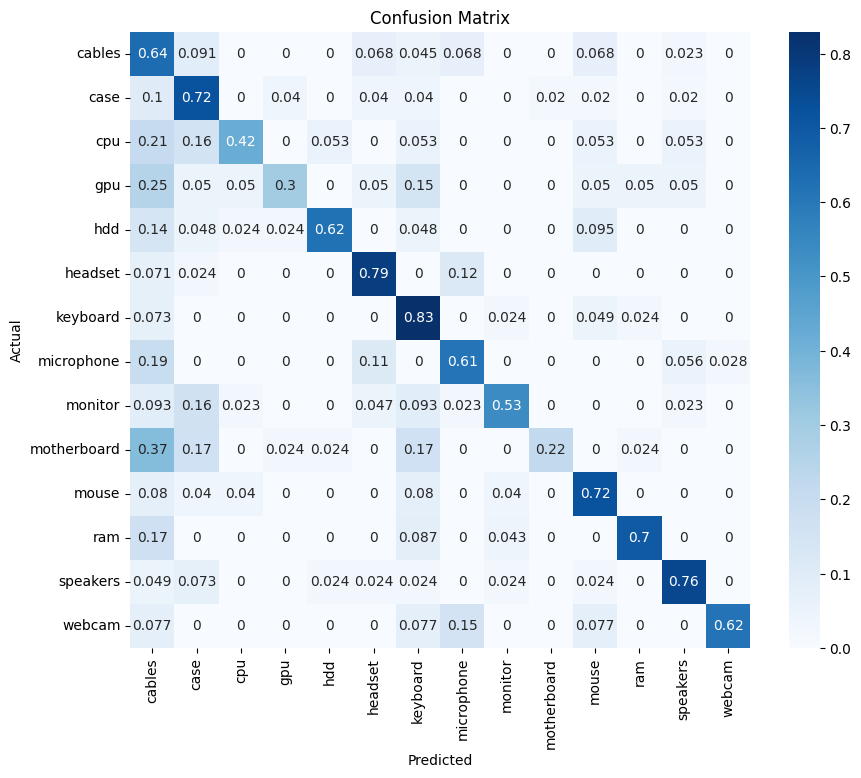 Confusion Matrix
cables 0.64 0.091 0 0 0 0.068 0.045 0.068 0 0 0.068 0 0.023 0
case 0.1 0.72 0 0.04 0 0.04 0.04 0 0 0.02 0.02 0 0.02 0
cpu 0.21 0.16 0.42 0 0.053 0 0.053 0 0 0 0.053 0 0.053 0
gpu 0.25 0.05 0.05 0.3 0 0.05 0.15 0 0 0 0.05 0.05 0.05 0
hdd 0.14 0.048 0.024 0.024 0.62 0 0.048 0 0 0 0.095 0 0 0
headset 0.071 0.024 0 0 0 0.79 0 0.12 0 0 0 0 0 0
keyboard 0.073 0 0 0 0 0 0.83 0 0.024 0 0.049 0.024 0 0
microphone 0.19 0 0 0 0 0.11 0 0.61 0 0 0 0 0.056 0.028
monitor 0.093 0.16 0.023 0 0 0.047 0.093 0.023 0.53 0 0 0 0.023 0
motherboard 0.37 0.17 0 0.024 0.024 0 0.17 0 0 0.22 0 0.024 0 0
mouse 0.08 0.04 0.04 0 0 0 0.08 0 0.04 0 0.72 0 0 0
ram 0.17 0 0 0 0 0 0.087 0 0.043 0 0 0.7 0 0
speakers 0.049 0.073 0 0 0.024 0.024 0.024 0 0.024 0 0.024 0 0.76 0
webcam 0.077 0 0 0 0 0 0.077 0.15 0 0 0.077 0 0 0.62
cables case cpu gpu hdd headset keyboard microphone monitor motherboard mouse ram speakers webcam
Predicted
Actual
0.8
0.7
0.6
0.5
0.4
0.3
0.2
0.1
0.0